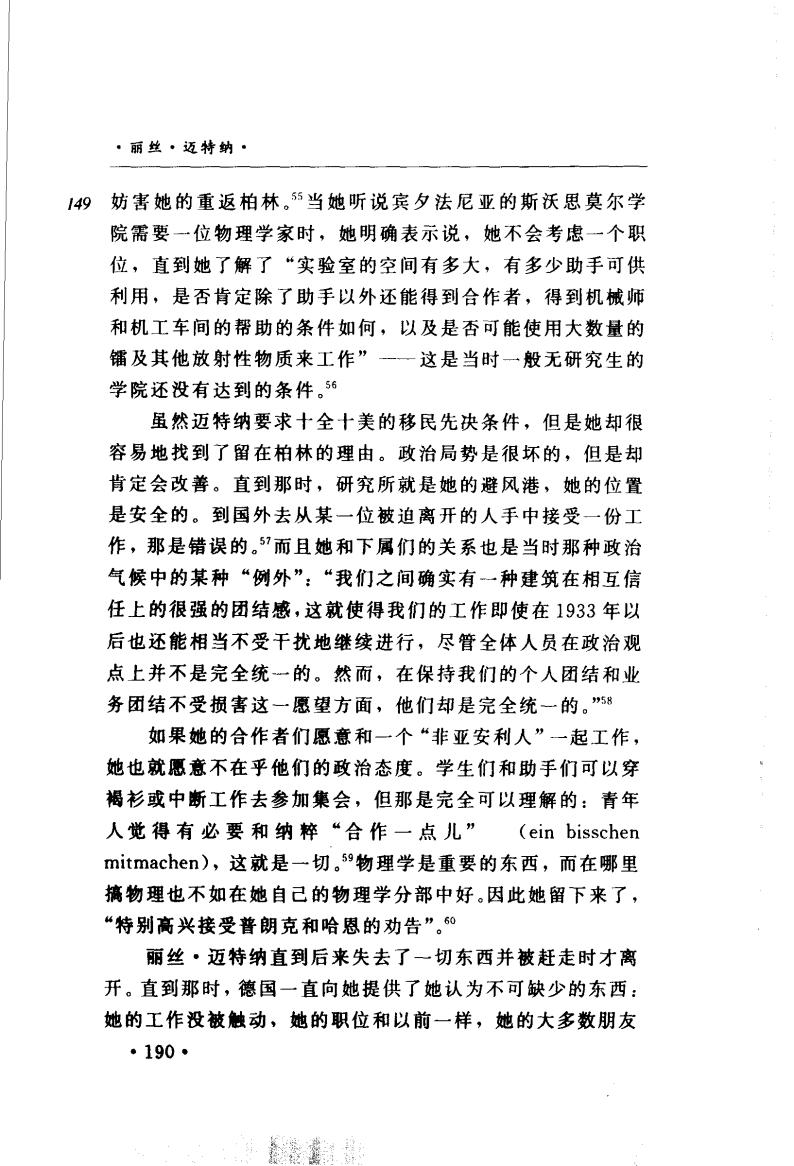 ·丽丝·迈特纳·
149 妨害她的重返柏林。55当她听说宾夕法尼亚的斯沃思莫尔学
院需要一位物理学家时，她明确表示说，她不会考虑一个职
位，直到她了解了“实验室的空间有多大，有多少助手可供
利用，是否肯定除了助手以外还能得到合作者，得到机械师
和机工车间的帮助的条件如何，以及是否可能使用大数量的
镭及其他放射性物质来工作”——这是当时一般无研究生的
学院还没有达到的条件。56
虽然迈特纳要求十全十美的移民先决条件，但是她却很
容易地找到了留在柏林的理由。政治局势是很坏的，但是却
肯定会改善。直到那时，研究所就是她的避风港，她的位置
是安全的。到国外去从某一位被迫离开的人手中接受一份工
作，那是错误的。57而且她和下属们的关系也是当时那种政治
气候中的某种“例外”：“我们之间确实有一种建筑在相互信
任上的很强的团结感，这就使得我们的工作即使在1933年以
后也还能相当不受干扰地继续进行，尽管全体人员在政治观
点上并不是完全统一的。然而，在保持我们的个人团结和业
务团结不受损害这一愿望方面，他们却是完全统一的。”58
如果她的合作者们愿意和一个“非亚安利人”一起工作，
她也就愿意不在乎他们的政治态度。学生们和助手们可以穿
褐衫或中断工作去参加集会，但那是完全可以理解的：青年
人觉得有必要和纳粹“合作一点儿” （ein bisschen
mitmachen），这就是一切。59物理学是重要的东西，而在哪里
搞物理也不如在她自己的物理学分部中好。因此她留下来了，
“特别高兴接受普朗克和哈恩的劝告”。60
丽丝·迈特纳直到后来失去了一切东西并被赶走时才离
开。直到那时，德国一直向她提供了她认为不可缺少的东西：
她的工作没被触动，她的职位和以前一样，她的大多数朋友
·190·